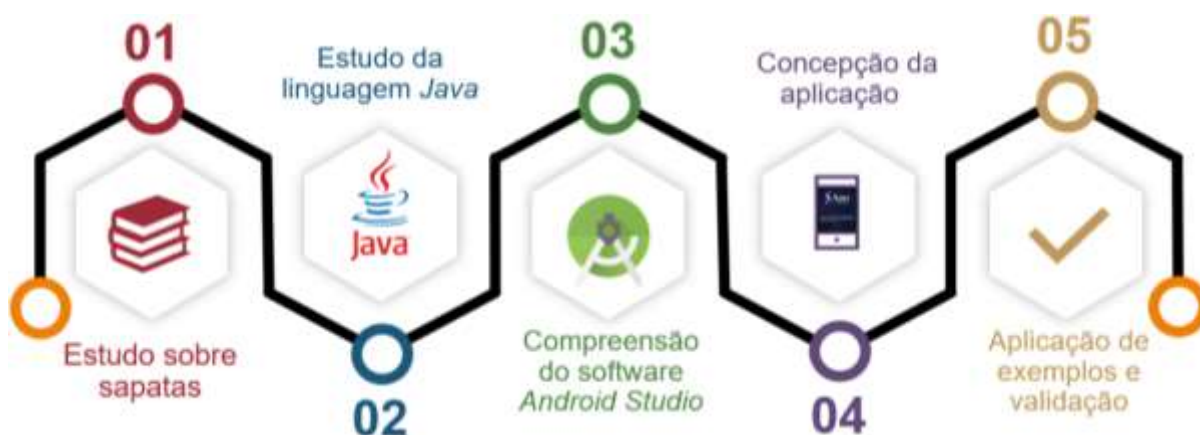 01
Estudo sobre
sapatas
Estudo da
linguagem Java
Java
02
03
Compreensão
do software
Android Studio
Concepção da
aplicação
04
05
Aplicação de
exemplos e
validação